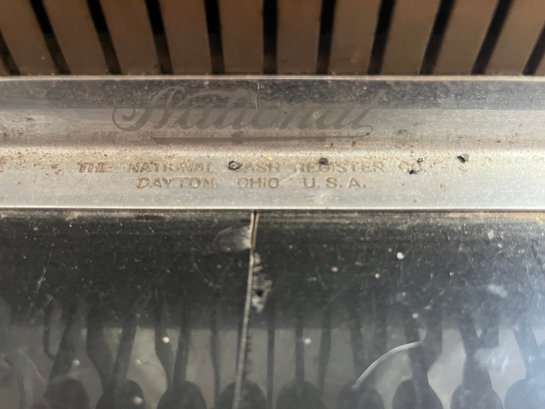 National
THE NATIONAL CASH REGISTER CO.
DAYTON, OHIO U.S.A.